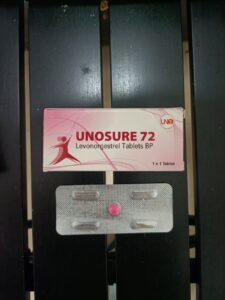 UNOSURE 72
Levonorgestrel Tablets BP
1 x 1 Tablet